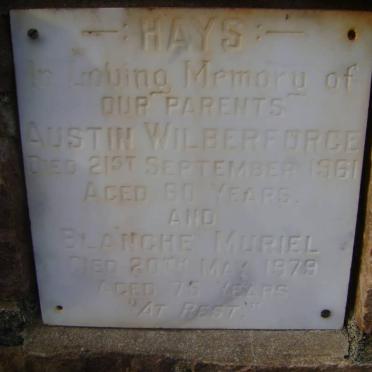 —: HAYS :—
In Loving Memory of
OUR PARENTS
AUSTIN WILBERFORCE
DIED 21ST SEPTEMBER 1961
AGED 60 YEARS.
AND
BLANCHE MURIEL
DIED 20TH MAY 1979
AGED 75 YEARS
"AT REST."